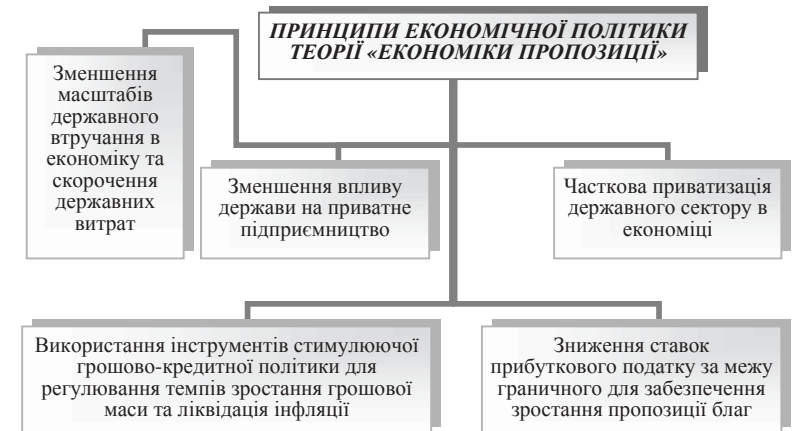 ПРИНЦИПИ ЕКОНОМІЧНОЇ ПОЛІТИКИ
ТЕОРІЇ «ЕКОНОМІКИ ПРОПОЗИЦІЇ»
Зменшення
масштабів
державного
втручання в
економіку та
скорочення
державних
витрат
Зменшення впливу
держави на приватне
підприємництво
Часткова приватизація
державного сектору в
економіці
Використання інструментів стимулюючої
грошово-кредитної політики для
регулювання темпів зростання грошової
маси та ліквідація інфляції
Зниження ставок
прибуткового податку за межу
граничного для забезпечення
зростання пропозиції благ